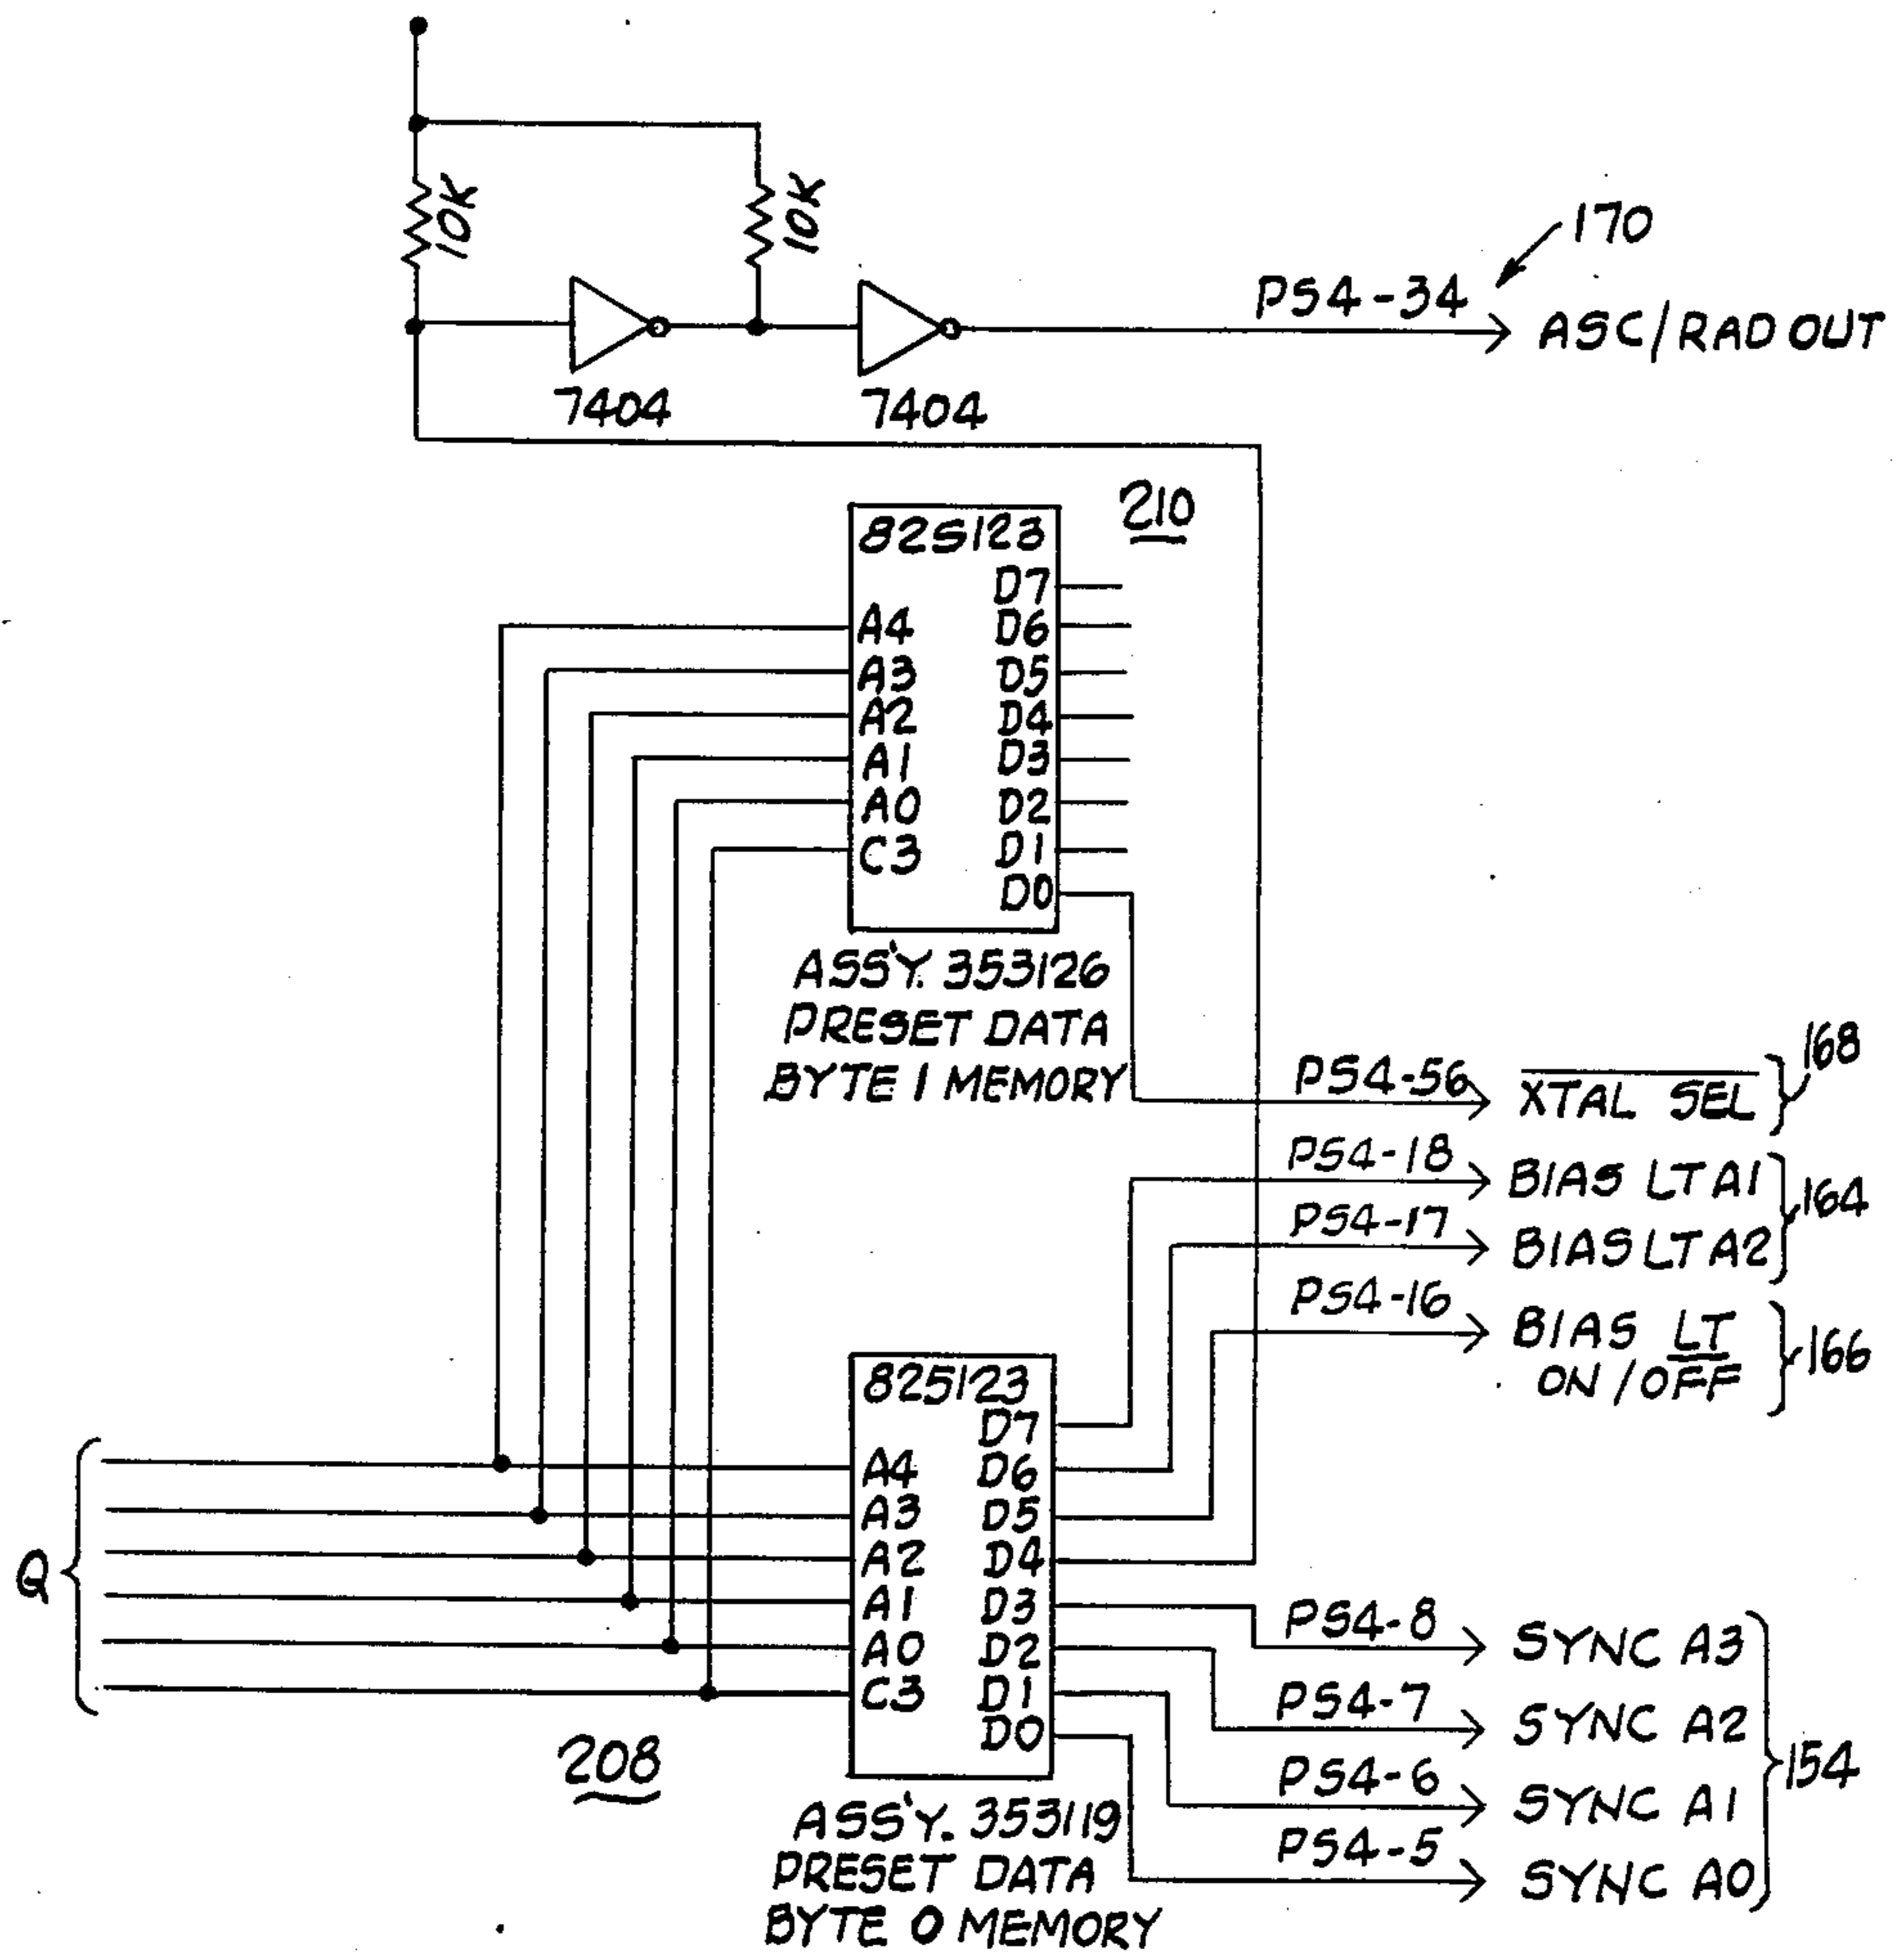 10K
10K
170
PS4-34
ASC/RAD OUT
7404
7404
210
82S123
D7
A4 D6
A3 D5
A2 D4
A1 D3
A0 D2
C3 D1
D0
ASS'Y. 353126
PRESET DATA
BYTE 1 MEMORY
PS4-56
XTAL SEL
168
PS4-18
BIAS LT A1
164
PS4-17
BIAS LT A2
PS4-16
BIAS LT
ON/OFF
166
82S123
D7
A4 D6
A3 D5
A2 D4
A1 D3
A0 D2
C3 D1
D0
Q
PS4-8
SYNC A3
PS4-7
SYNC A2
154
PS4-6
SYNC A1
PS4-5
SYNC A0
208
ASS'Y. 353119
PRESET DATA
BYTE 0 MEMORY